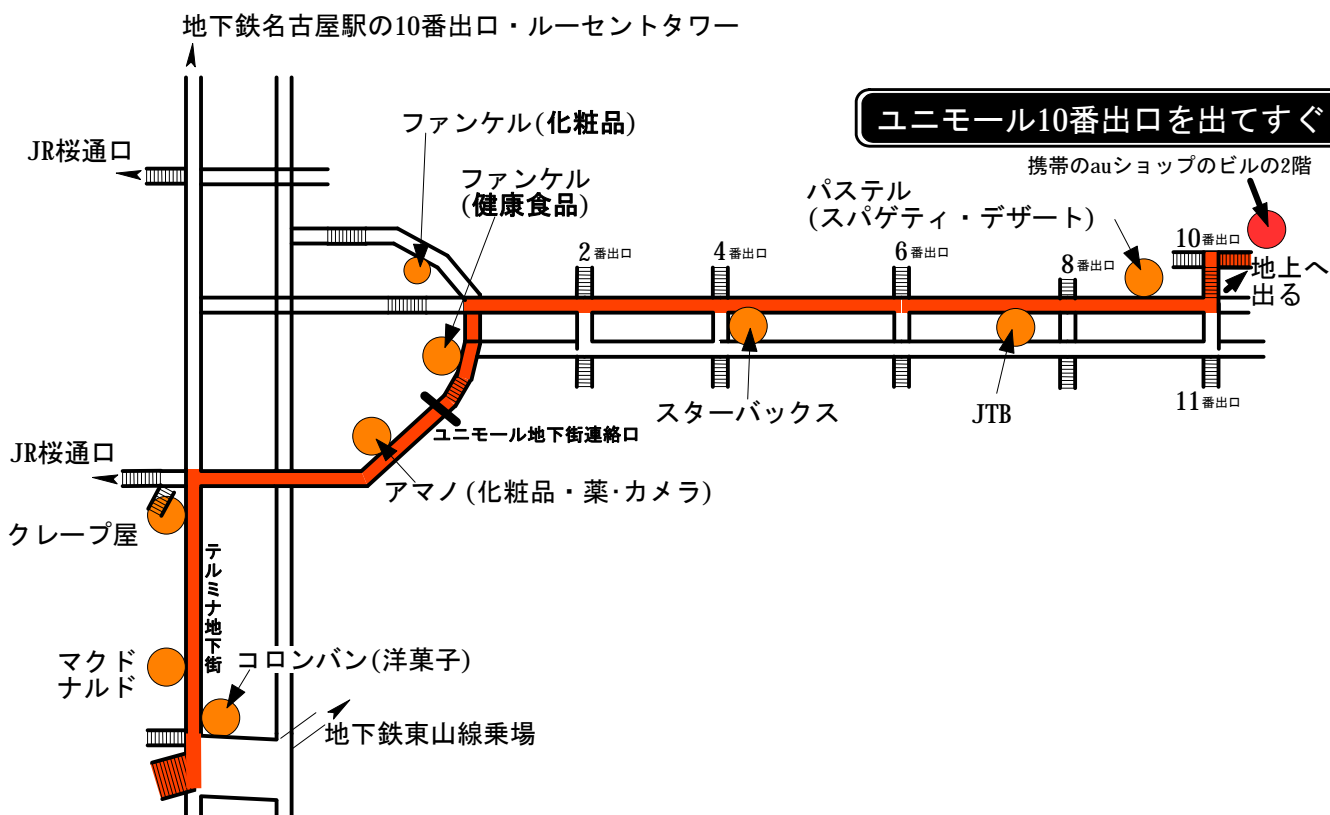 地下鉄名古屋駅の10番出口・ルーセントタワー
ユニモール10番出口を出てすぐ
携帯のauショップのビルの2階
JR桜通口
ファンケル(化粧品)
ファンケル
(健康食品)
パステル
(スパゲティ・デザート)
2番出口
4番出口
6番出口
8番出口
10番出口
地上へ
出る
スターバックス
JTB
11番出口
ユニモール地下街連絡口
JR桜通口
アマノ(化粧品・薬・カメラ)
クレープ屋
テルミナ地下街
マクド
ナルド
コロンバン(洋菓子)
地下鉄東山線乗場